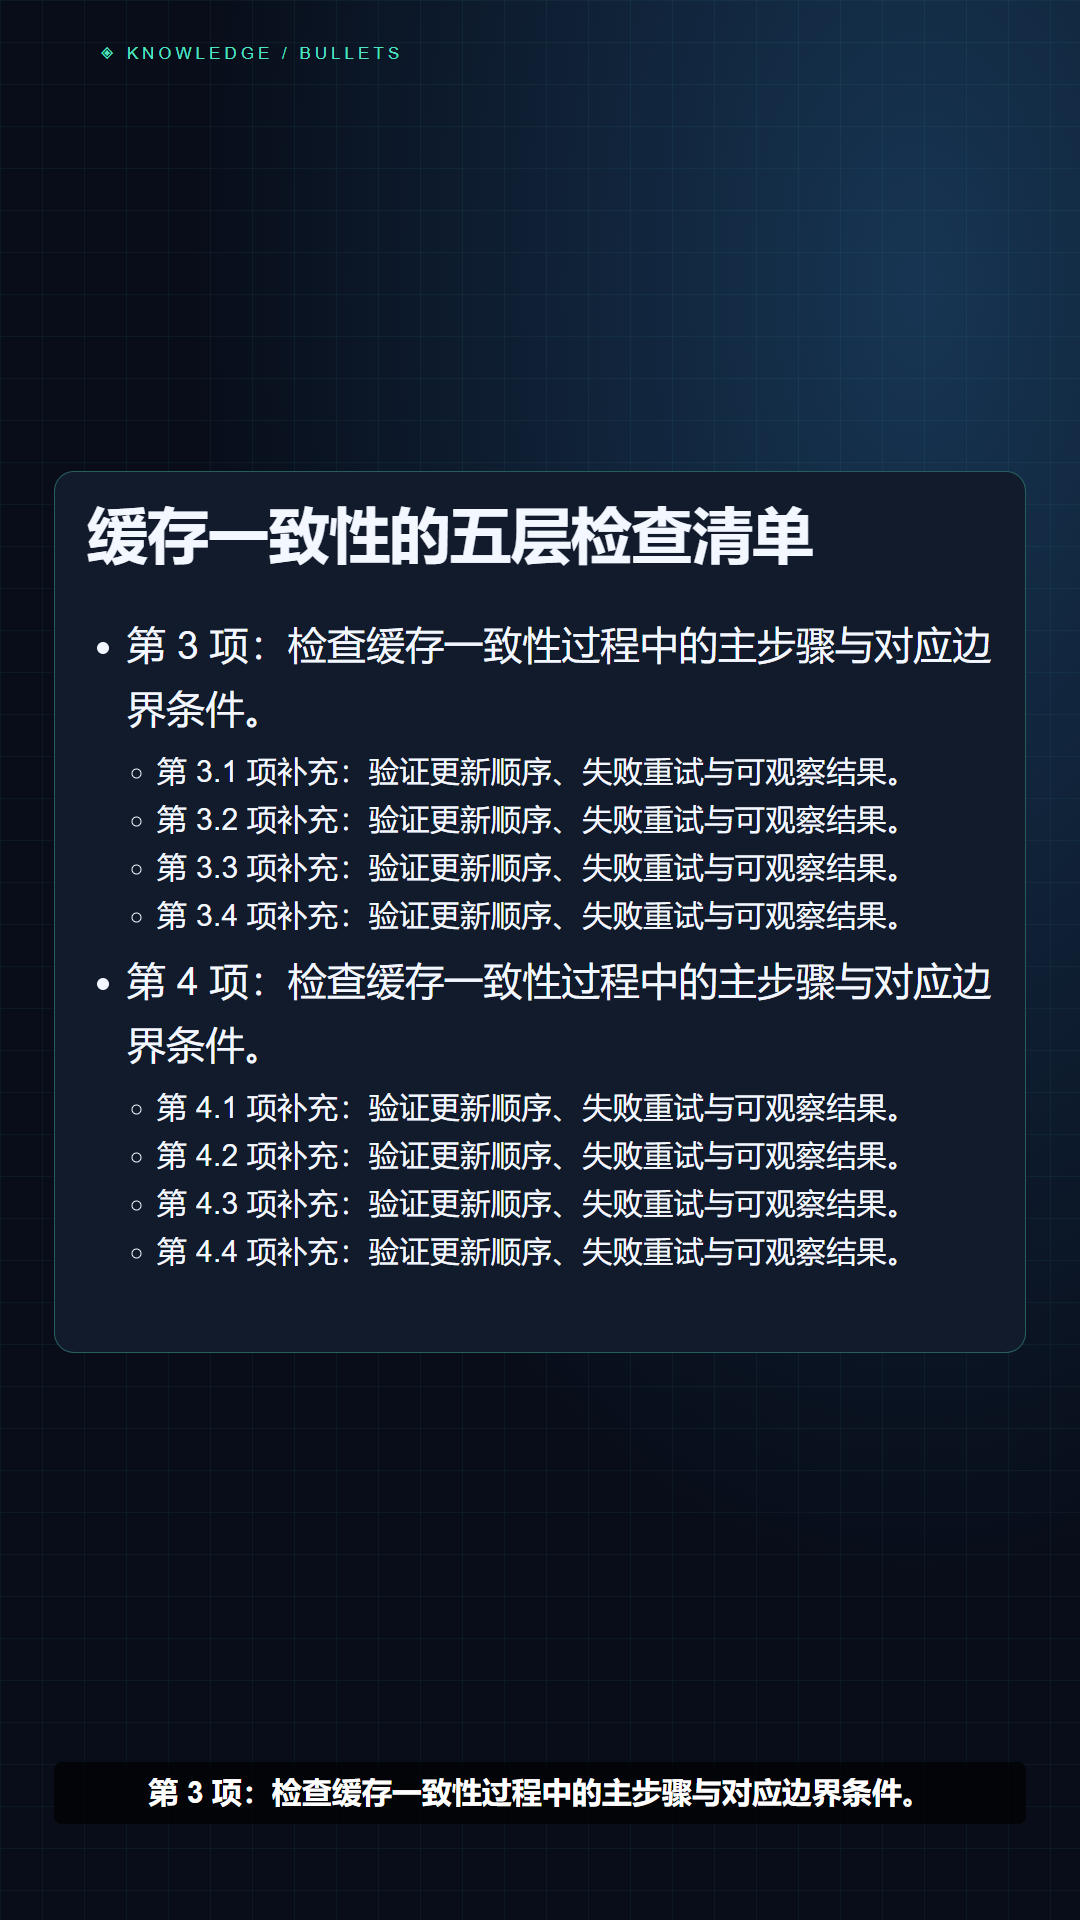 ◈ KNOWLEDGE / BULLETS
缓存一致性的五层检查清单
• 第 3 项：检查缓存一致性过程中的主步骤与对应边
界条件。
◦ 第 3.1 项补充：验证更新顺序、失败重试与可观察结果。
◦ 第 3.2 项补充：验证更新顺序、失败重试与可观察结果。
◦ 第 3.3 项补充：验证更新顺序、失败重试与可观察结果。
◦ 第 3.4 项补充：验证更新顺序、失败重试与可观察结果。
• 第 4 项：检查缓存一致性过程中的主步骤与对应边
界条件。
◦ 第 4.1 项补充：验证更新顺序、失败重试与可观察结果。
◦ 第 4.2 项补充：验证更新顺序、失败重试与可观察结果。
◦ 第 4.3 项补充：验证更新顺序、失败重试与可观察结果。
◦ 第 4.4 项补充：验证更新顺序、失败重试与可观察结果。
第 3 项：检查缓存一致性过程中的主步骤与对应边界条件。